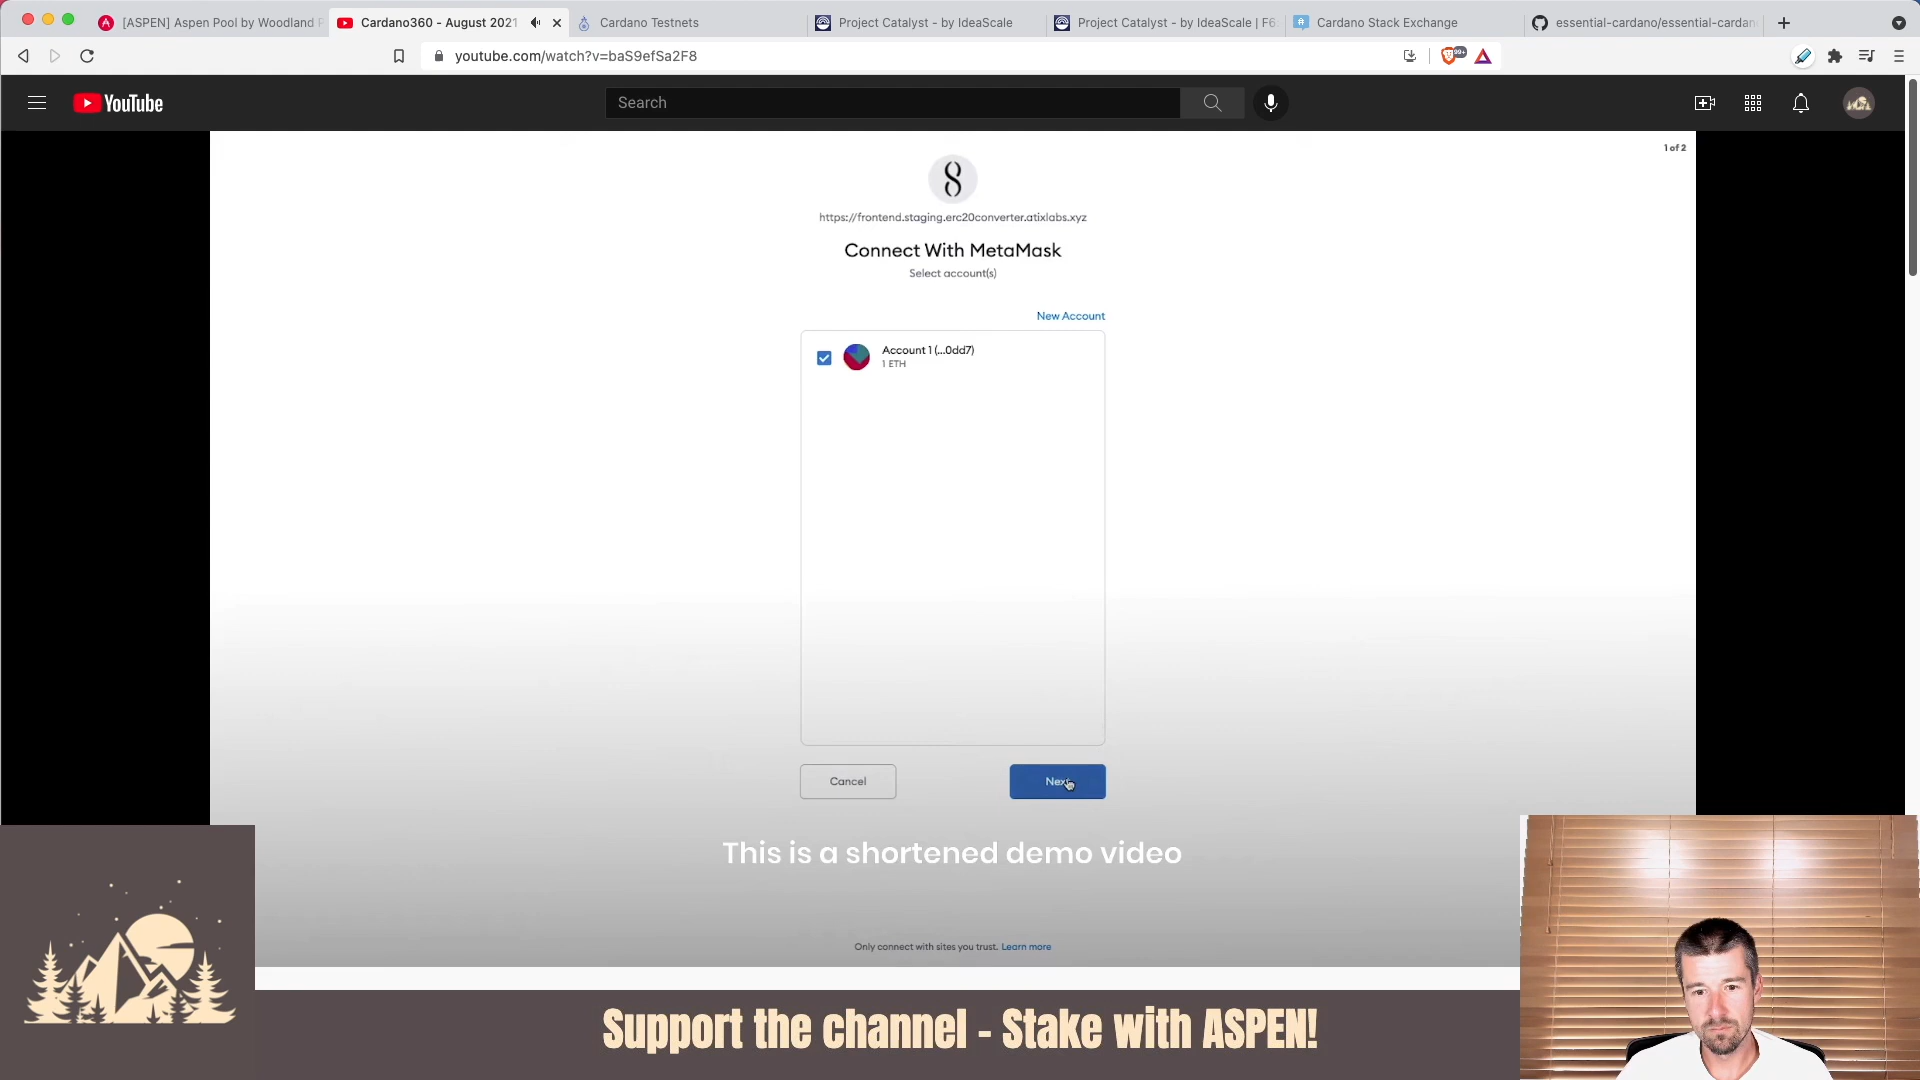 [ASPEN] Aspen Pool by Woodland P
Cardano360 - August 2021
Cardano Testnets
Project Catalyst - by IdeaScale
Project Catalyst - by IdeaScale | F6:
Cardano Stack Exchange
essential-cardano/essential-cardan
youtube.com/watch?v=baS9efSa2F8
99+
YouTube
Search
1 of 2
https://frontend.staging.erc20converter.atixlabs.xyz
Connect With MetaMask
Select account(s)
New Account
Account 1 (...0dd7)
1 ETH
Cancel
Next
This is a shortened demo video
Only connect with sites you trust. Learn more
Support the channel - Stake with ASPEN!